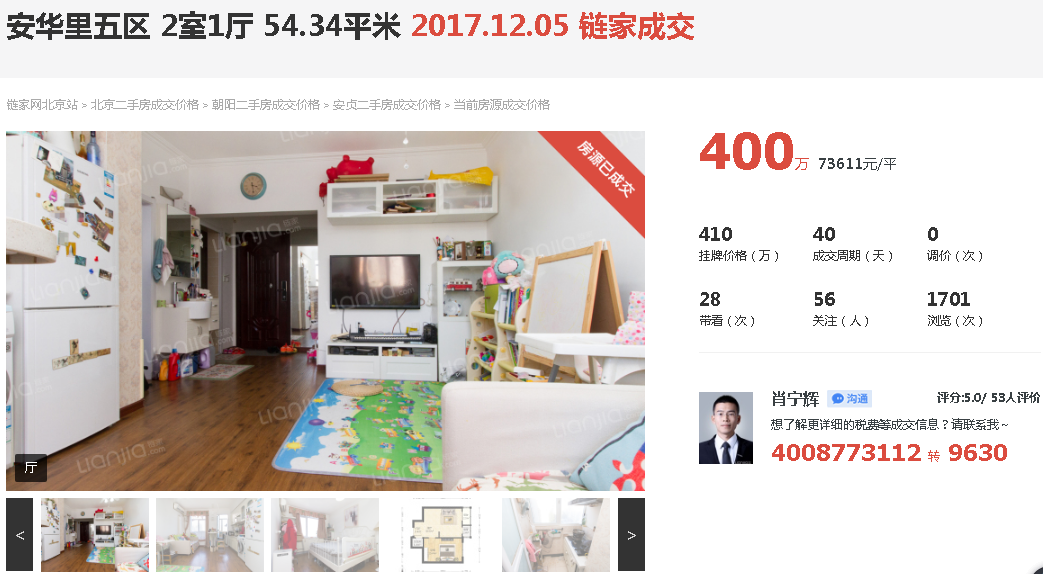 安华里五区 2室1厅 54.34平米 2017.12.05 链家成交
链家网北京站 > 北京二手房成交价格 > 朝阳二手房成交价格 > 安贞二手房成交价格 > 当前房源成交价格
房源已成交
lianjia
厅
<
>
400万 73611元/平
410 40 0
挂牌价格（万） 成交周期（天） 调价（次）
28 56 1701
带看（次） 关注（人） 浏览（次）
肖宁辉 沟通 评分:5.0/ 53人评价
想了解更详细的税费等成交信息？请联系我~
4008773112 转 9630